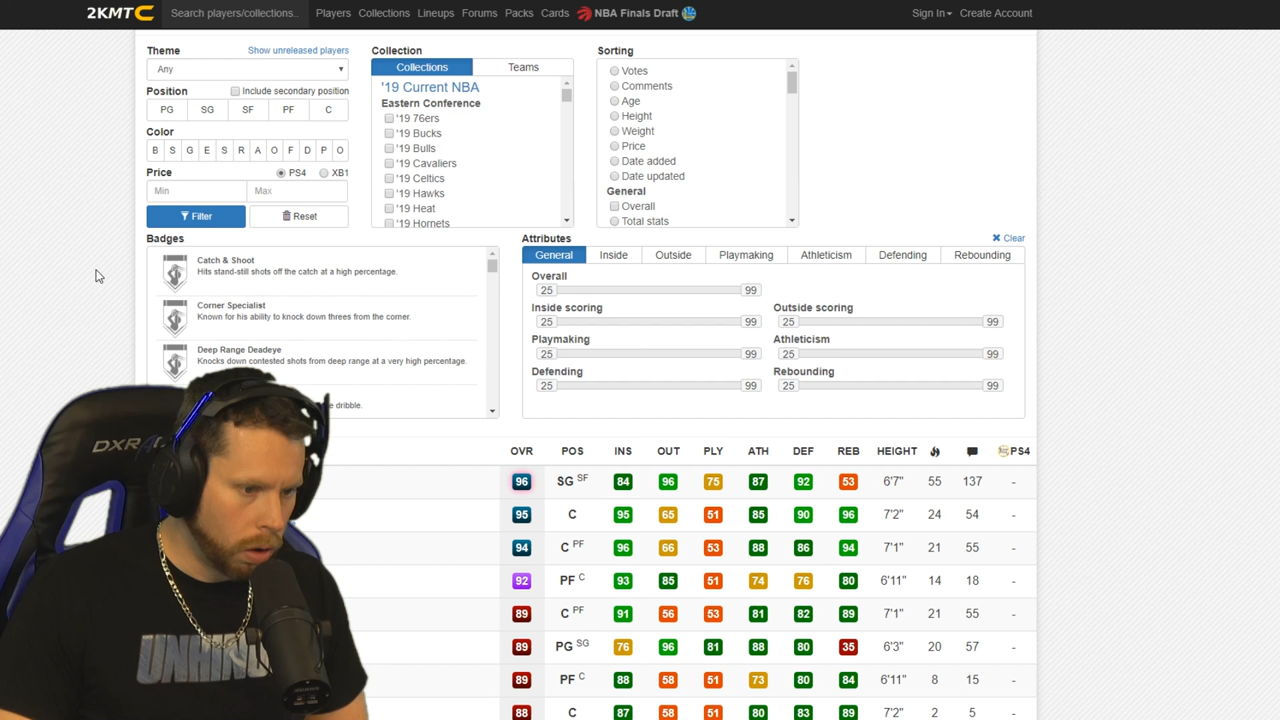 2KMTC Search players/collections.. Players Collections Lineups Forums Packs Cards NBA Finals Draft Sign In Create Account
Theme Show unreleased players
Any
Position Include secondary position
PG SG SF PF C
Color
B S G E S R A O F D P O
Price PS4 XB1
Min Max
Filter Reset
Collection
Collections Teams
'19 Current NBA
Eastern Conference
'19 76ers
'19 Bucks
'19 Bulls
'19 Cavaliers
'19 Celtics
'19 Hawks
'19 Heat
'19 Hornets
Sorting
Votes
Comments
Age
Height
Weight
Price
Date added
Date updated
General
Overall
Total stats
Badges
Catch & Shoot
Hits stand-still shots off the catch at a high percentage.
Corner Specialist
Known for his ability to knock down threes from the corner.
Deep Range Deadeye
Knocks down contested shots from deep range at a very high percentage.
dribble.
Attributes Clear
General Inside Outside Playmaking Athleticism Defending Rebounding
Overall
25 99
Inside scoring Outside scoring
25 99 25 99
Playmaking Athleticism
25 99 25 99
Defending Rebounding
25 99 25 99
OVR POS INS OUT PLY ATH DEF REB HEIGHT PS4
96 SG SF 84 96 75 87 92 53 6'7" 55 137 -
95 C 95 65 51 85 90 96 7'2" 24 54 -
94 C PF 96 66 53 88 86 94 7'1" 21 55 -
92 PF C 93 85 51 74 76 80 6'11" 14 18 -
89 C PF 91 56 53 81 82 89 7'1" 21 55 -
89 PG SG 76 96 81 88 80 35 6'3" 20 57 -
89 PF C 88 58 51 73 80 84 6'11" 8 15 -
88 C 87 58 51 80 83 89 7'2" 2 5 -